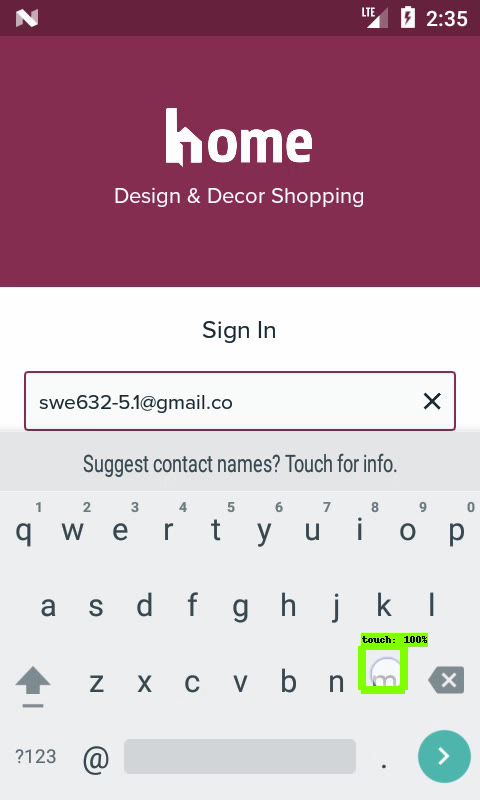 LTE 2:35
home
Design & Decor Shopping
Sign In
swe632-5.1@gmail.co
Suggest contact names? Touch for info.
1 2 3 4 5 6 7 8 9 0
q w e r t y u i o p
a s d f g h j k l
touch: 100%
z x c v b n m
?123 @ .